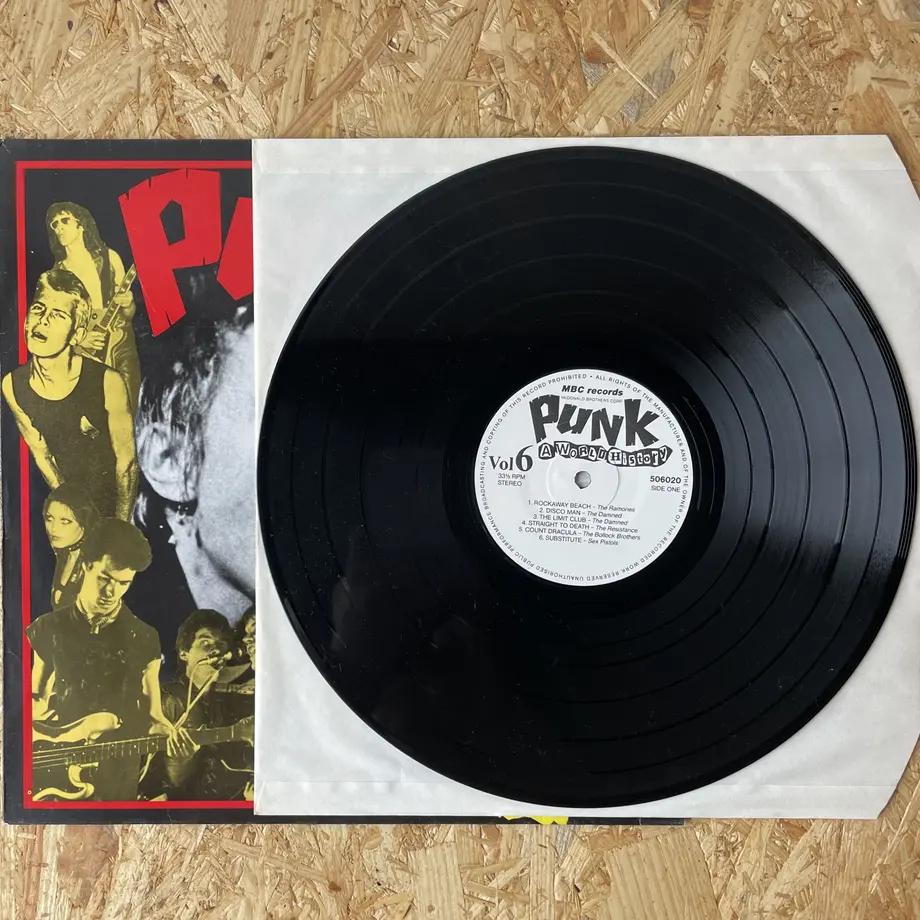 PU
MBC records
McDONALD BROTHERS CORP.
PUNK
A WORLD HISTORY
Vol 6
33⅓ RPM
STEREO
506020
SIDE ONE
1. ROCKAWAY BEACH – The Ramones
2. DISCO MAN – The Damned
3. THE LIMIT CLUB – The Damned
4. STRAIGHT TO DEATH – The Resistance
5. COUNT DRACULA – The Bollock Brothers
6. SUBSTITUTE – Sex Pistols
ALL RIGHTS OF THE MANUFACTURER AND OF THE OWNER OF THE RECORDED WORK RESERVED UNAUTHORISED PUBLIC PERFORMANCE BROADCASTING AND COPYING OF THIS RECORD PROHIBITED •